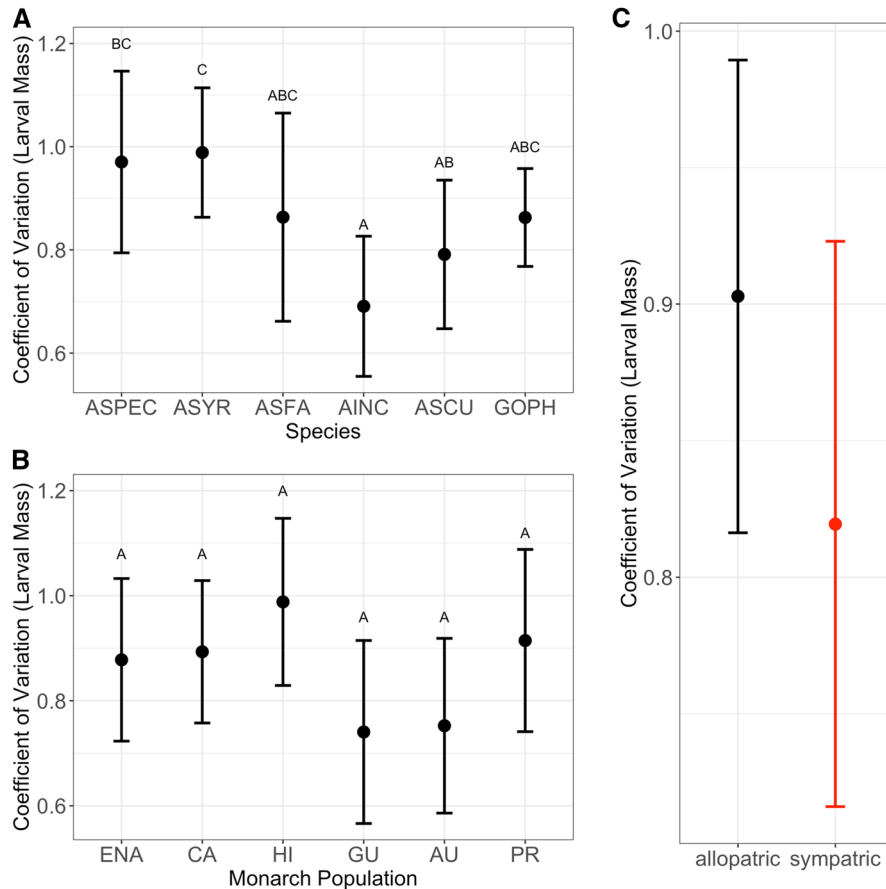 A
Coefficient of Variation (Larval Mass)
1.2
1.0
0.8
0.6
BC
C
ABC
A
AB
ABC
ASPEC ASYR ASFA AINC ASCU GOPH
Species
B
Coefficient of Variation (Larval Mass)
1.2
1.0
0.8
0.6
A
A
A
A
A
A
ENA CA HI GU AU PR
Monarch Population
C
Coefficient of Variation (Larval Mass)
1.0
0.9
0.8
allopatric sympatric